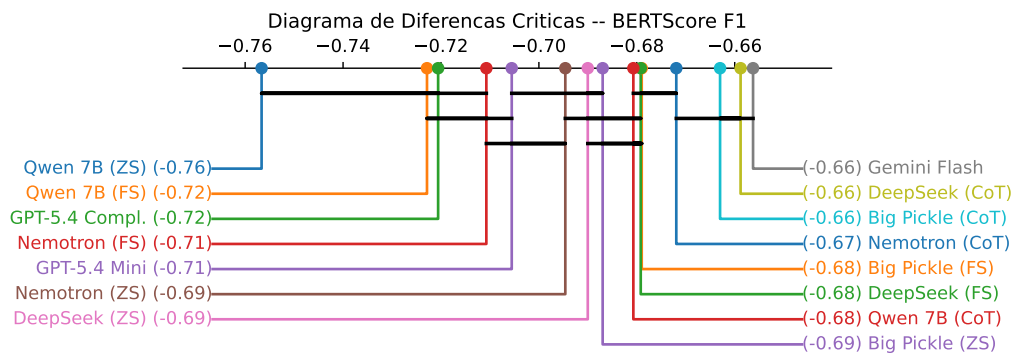 Diagrama de Diferencas Criticas -- BERTScore F1
−0.76 −0.74 −0.72 −0.70 −0.68 −0.66
Qwen 7B (ZS) (-0.76)
Qwen 7B (FS) (-0.72)
GPT-5.4 Compl. (-0.72)
Nemotron (FS) (-0.71)
GPT-5.4 Mini (-0.71)
Nemotron (ZS) (-0.69)
DeepSeek (ZS) (-0.69)
(-0.66) Gemini Flash
(-0.66) DeepSeek (CoT)
(-0.66) Big Pickle (CoT)
(-0.67) Nemotron (CoT)
(-0.68) Big Pickle (FS)
(-0.68) DeepSeek (FS)
(-0.68) Qwen 7B (CoT)
(-0.69) Big Pickle (ZS)